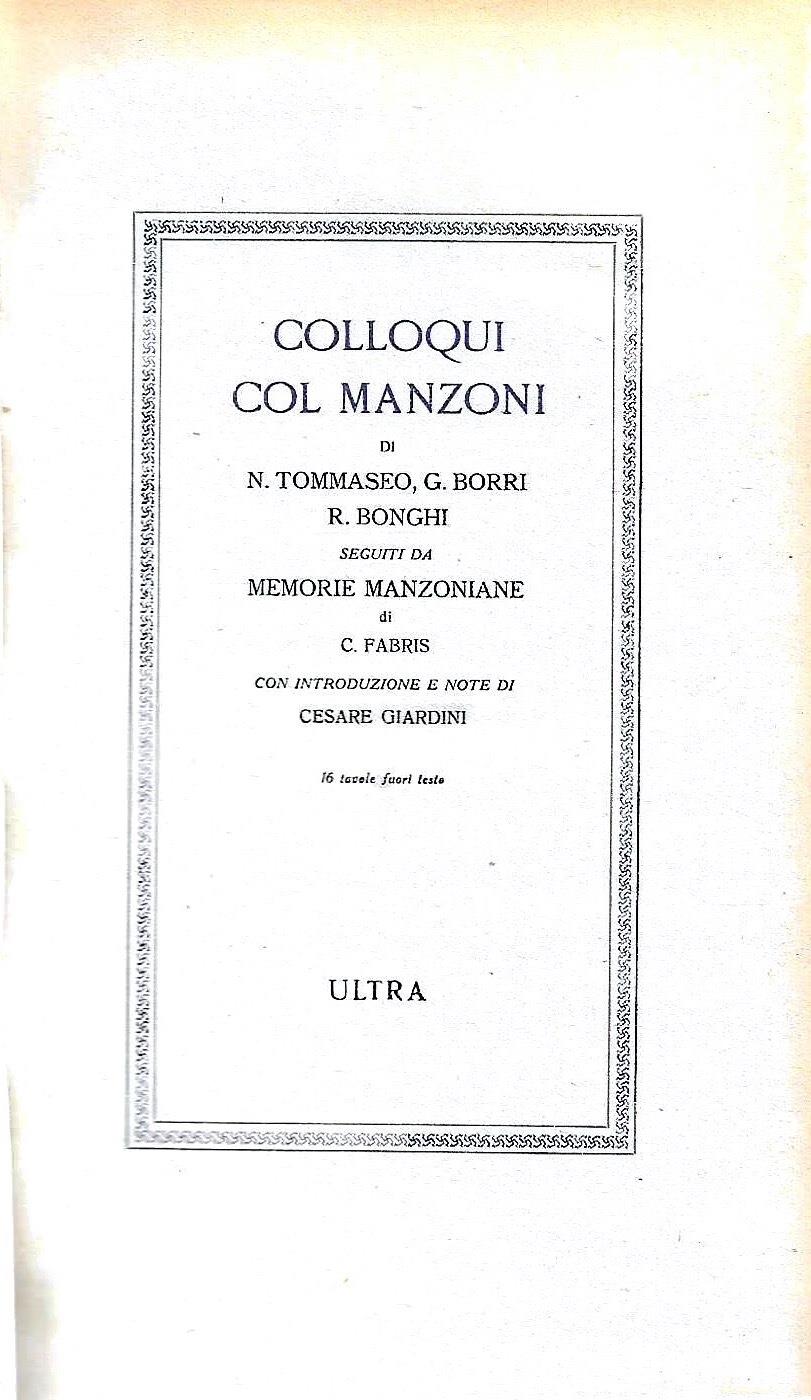 COLLOQUI
COL MANZONI
DI
N. TOMMASEO, G. BORRI
R. BONGHI
SEGUITI DA
MEMORIE MANZONIANE
di
C. FABRIS
CON INTRODUZIONE E NOTE DI
CESARE GIARDINI
16 tavole fuori testo
ULTRA